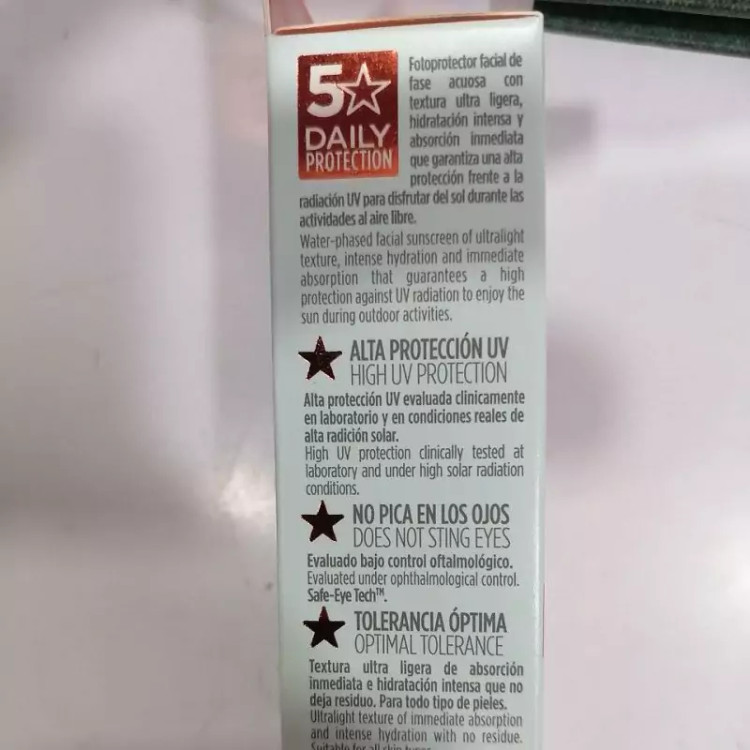 5
DAILY
PROTECTION
Fotoprotector facial de
fase acuosa con
textura ultra ligera,
hidratación intensa y
absorción inmediata
que garantiza una alta
protección frente a la
radiación UV para disfrutar del sol durante las
actividades al aire libre.
Water-phased facial sunscreen of ultralight
texture, intense hydration and immediate
absorption that guarantees a high
protection against UV radiation to enjoy the
sun during outdoor activities.
ALTA PROTECCIÓN UV
HIGH UV PROTECTION
Alta protección UV evaluada clinicamente
en laboratorio y en condiciones reales de
alta radición solar.
High UV protection clinically tested at
laboratory and under high solar radiation
conditions.
NO PICA EN LOS OJOS
DOES NOT STING EYES
Evaluado bajo control oftalmológico.
Evaluated under ophthalmological control.
Safe-Eye Tech™.
TOLERANCIA ÓPTIMA
OPTIMAL TOLERANCE
Textura ultra ligera de absorción
inmediata e hidratación intensa que no
deja residuo. Para todo tipo de pieles.
Ultralight texture of immediate absorption
and intense hydration with no residue.
Suitable for all skin types.